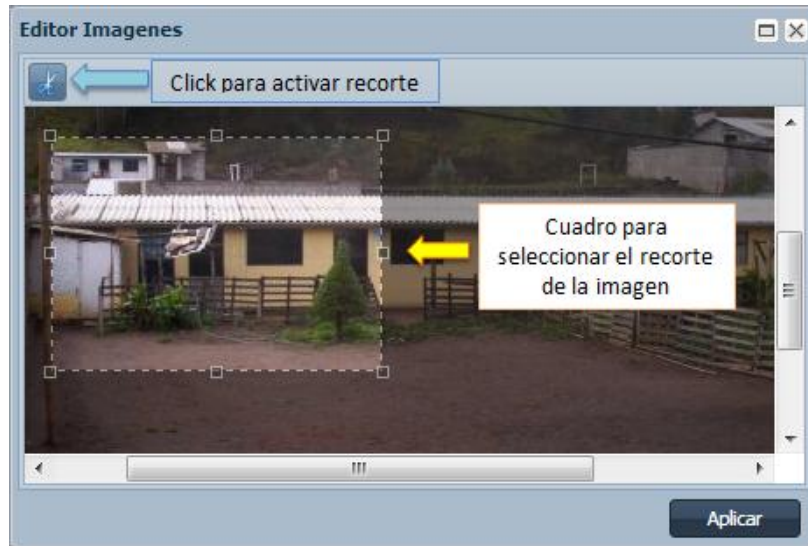 Editor Imagenes
Click para activar recorte
Cuadro para
seleccionar el recorte
de la imagen
Aplicar